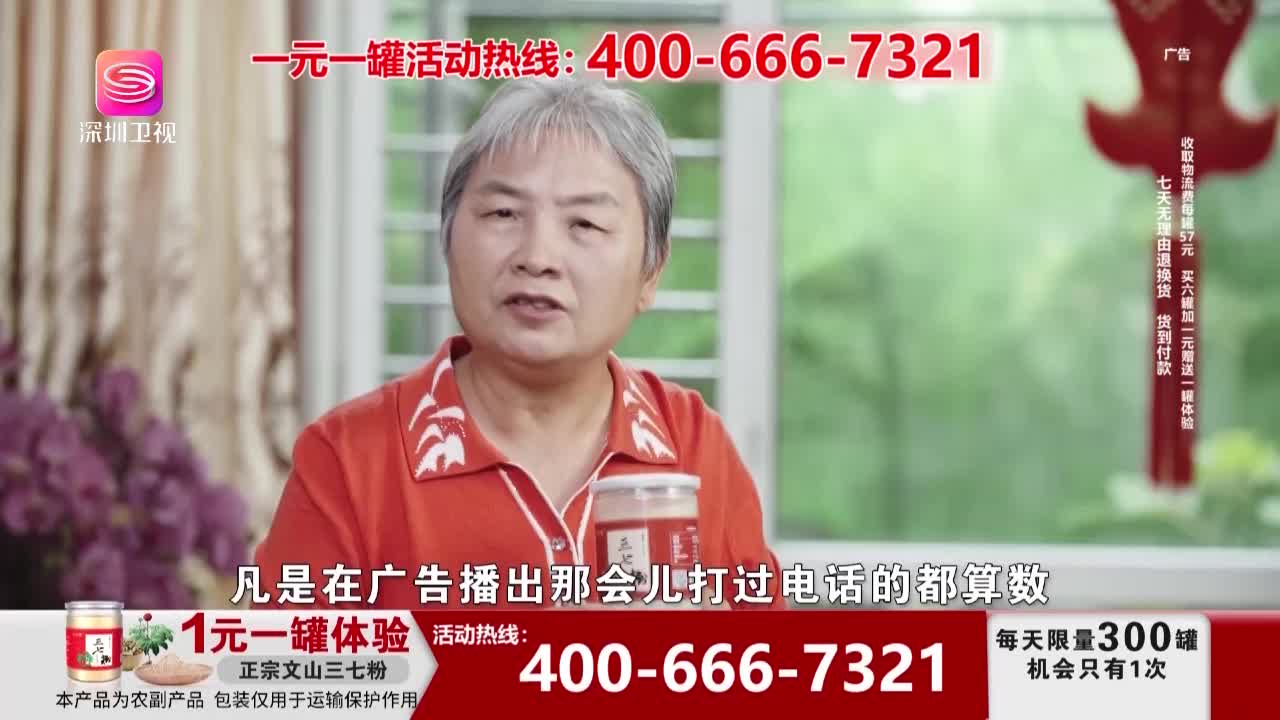 一元一罐活动热线：400-666-7321
广告
深圳卫视
收取物流费每罐57元 买六罐加一元赠送一罐体验
七天无理由退换货 货到付款
三七粉
凡是在广告播出那会儿打过电话的都算数
1元一罐体验
正宗文山三七粉
本产品为农副产品 包装仅用于运输保护作用
活动热线：
400-666-7321
每天限量300罐
机会只有1次